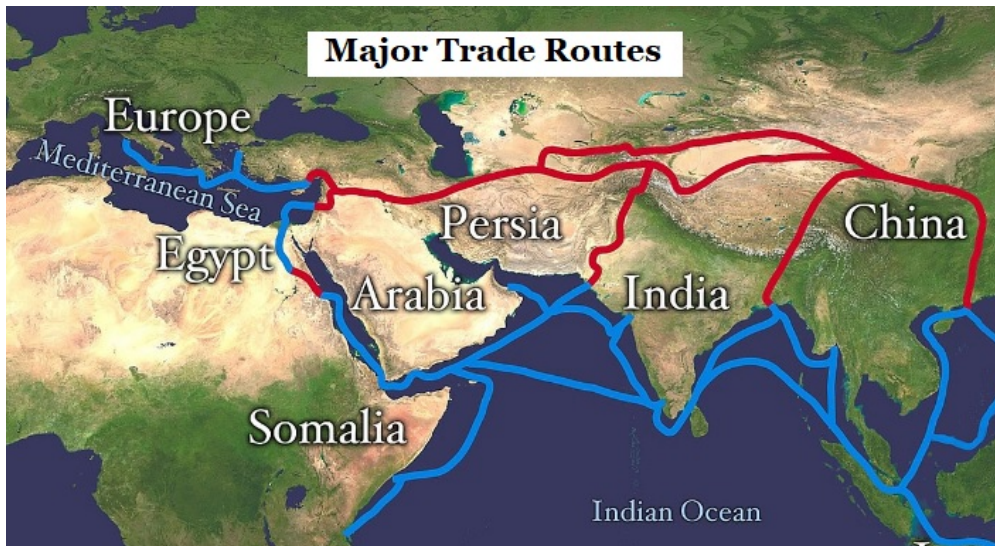 Major Trade Routes
Europe
Mediterranean Sea
Persia
China
Egypt
Arabia
India
Somalia
Indian Ocean